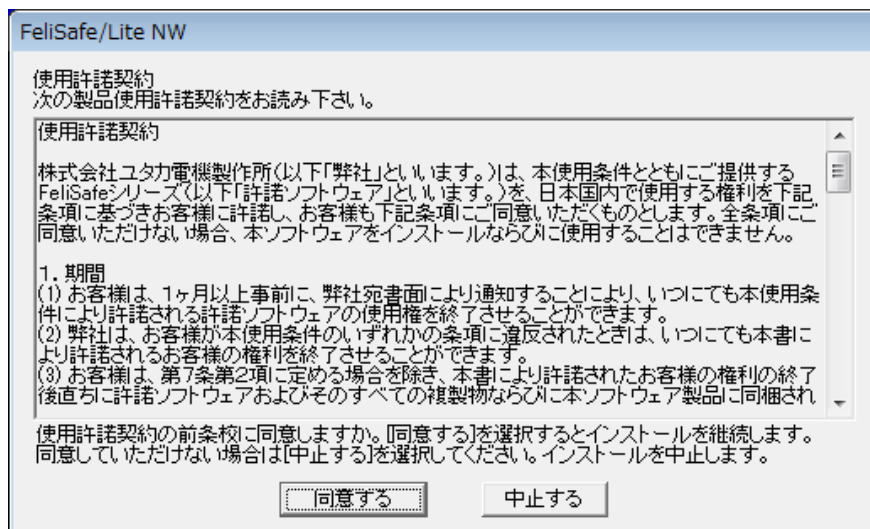 FeliSafe/Lite NW
使用許諾契約
次の製品使用許諾契約をお読み下さい。
使用許諾契約
株式会社ユタカ電機製作所(以下「弊社」といいます。)は、本使用条件とともにご提供する
FeliSafeシリーズ(以下「許諾ソフトウェア」といいます。)を、日本国内で使用する権利を下記
条項に基づきお客様に許諾し、お客様も下記条項にご同意いただくものとします。全条項にご
同意いただけない場合、本ソフトウェアをインストールならびに使用することはできません。
1. 期間
(1) お客様は、1ヶ月以上事前に、弊社宛書面により通知することにより、いつにても本使用条
件により許諾される許諾ソフトウェアの使用権を終了させることができます。
(2) 弊社は、お客様が本使用条件のいずれかの条項に違反されたときは、いつにても本書に
より許諾されるお客様の権利を終了させることができます。
(3) お客様は、第7条第2項に定める場合を除き、本書により許諾されたお客様の権利の終了
後直ちに許諾ソフトウェアおよびそのすべての複製物ならびに本ソフトウェア製品に同梱され
使用許諾契約の前条校に同意しますか。[同意する]を選択するとインストールを継続します。
同意していただけない場合は[中止する]を選択してください。インストールを中止します。
同意する
中止する